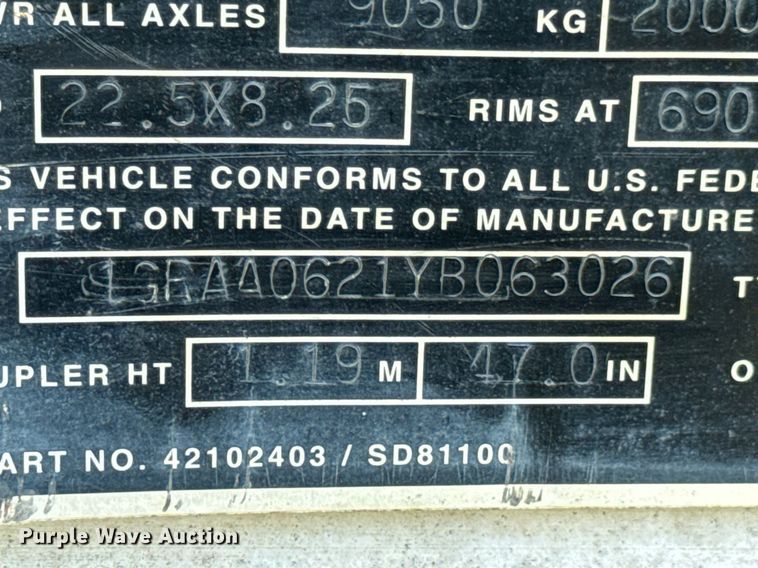 VR ALL AXLES 9050 KG 2000
22.5X8.25 RIMS AT 690
S VEHICLE CONFORMS TO ALL U.S. FEDE
EFFECT ON THE DATE OF MANUFACTURE
1GRAA0621YB063026
UPLER HT 1.19 M 47.0 IN O
ART NO. 42102403 / SD81100
Purple Wave Auction